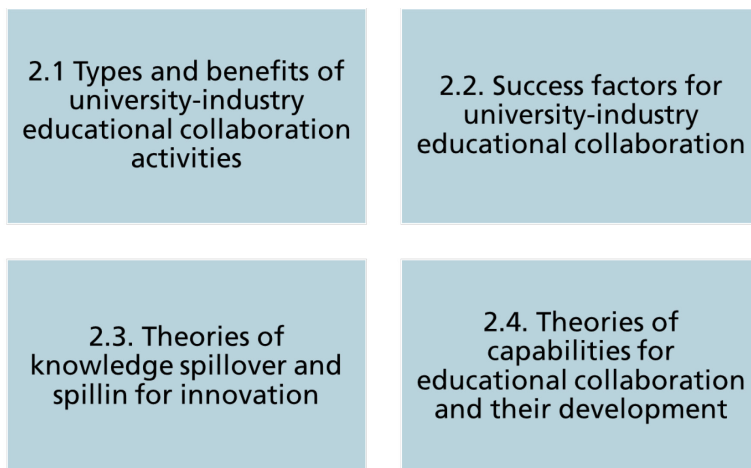 2.1 Types and benefits of
university-industry
educational collaboration
activities
2.2. Success factors for
university-industry
educational collaboration
2.3. Theories of
knowledge spillover and
spillin for innovation
2.4. Theories of
capabilities for
educational collaboration
and their development